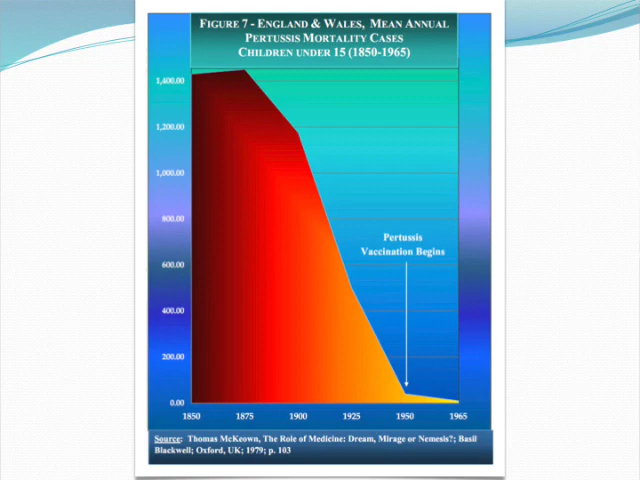 FIGURE 7 - ENGLAND & WALES, MEAN ANNUAL
PERTUSSIS MORTALITY CASES
CHILDREN UNDER 15 (1850-1965)
1,400.00
1,200.00
1,000.00
800.00
600.00
400.00
200.00
0.00
Pertussis
Vaccination Begins
1850 1875 1900 1925 1950 1965
Source: Thomas McKeown, The Role of Medicine: Dream, Mirage or Nemesis?; Basil
Blackwell; Oxford, UK; 1979; p. 103